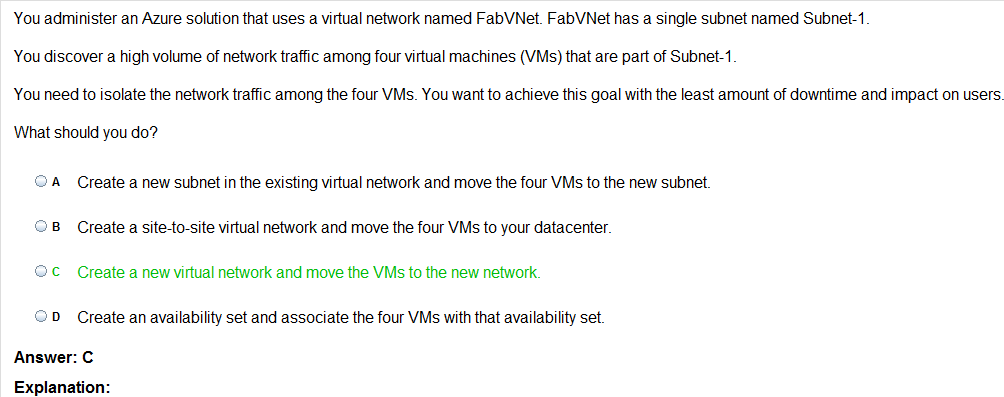 You administer an Azure solution that uses a virtual network named FabVNet. FabVNet has a single subnet named Subnet-1.
You discover a high volume of network traffic among four virtual machines (VMs) that are part of Subnet-1.
You need to isolate the network traffic among the four VMs. You want to achieve this goal with the least amount of downtime and impact on users.
What should you do?
A Create a new subnet in the existing virtual network and move the four VMs to the new subnet.
B Create a site-to-site virtual network and move the four VMs to your datacenter.
C Create a new virtual network and move the VMs to the new network.
D Create an availability set and associate the four VMs with that availability set.
Answer: C
Explanation: